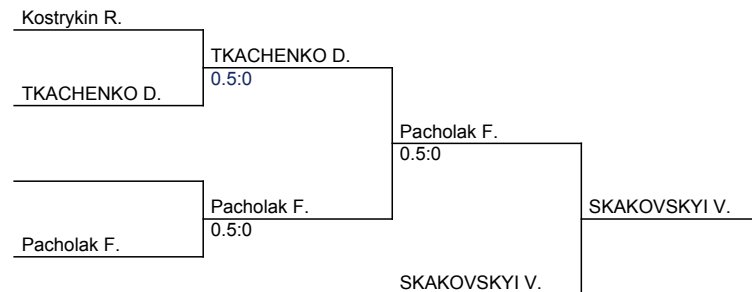 Kostrykin R.
TKACHENKO D.
0.5:0
TKACHENKO D.
Pacholak F.
0.5:0
Pacholak F.
0.5:0
SKAKOVSKYI V.
Pacholak F.
SKAKOVSKYI V.